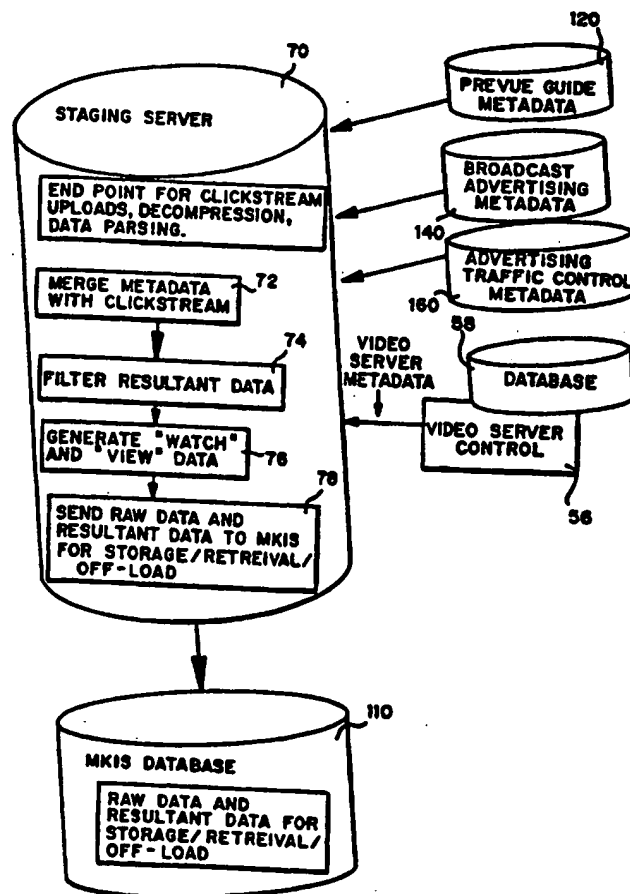 70
STAGING SERVER
END POINT FOR CLICKSTREAM
UPLOADS, DECOMPRESSION,
DATA PARSING.
MERGE METADATA
WITH CLICKSTREAM
72
74
FILTER RESULTANT DATA
GENERATE "WATCH"
AND "VIEW" DATA
76
78
SEND RAW DATA AND
RESULTANT DATA TO MKIS
FOR STORAGE/RETREIVAL/
OFF-LOAD
120
PREVUE GUIDE
METADATA
BROADCAST
ADVERTISING
METADATA
140
ADVERTISING
TRAFFIC CONTROL
METADATA
160
58
DATABASE
VIDEO
SERVER
METADATA
VIDEO SERVER
CONTROL
56
110
MKIS DATABASE
RAW DATA AND
RESULTANT DATA FOR
STORAGE/RETREIVAL/
OFF-LOAD